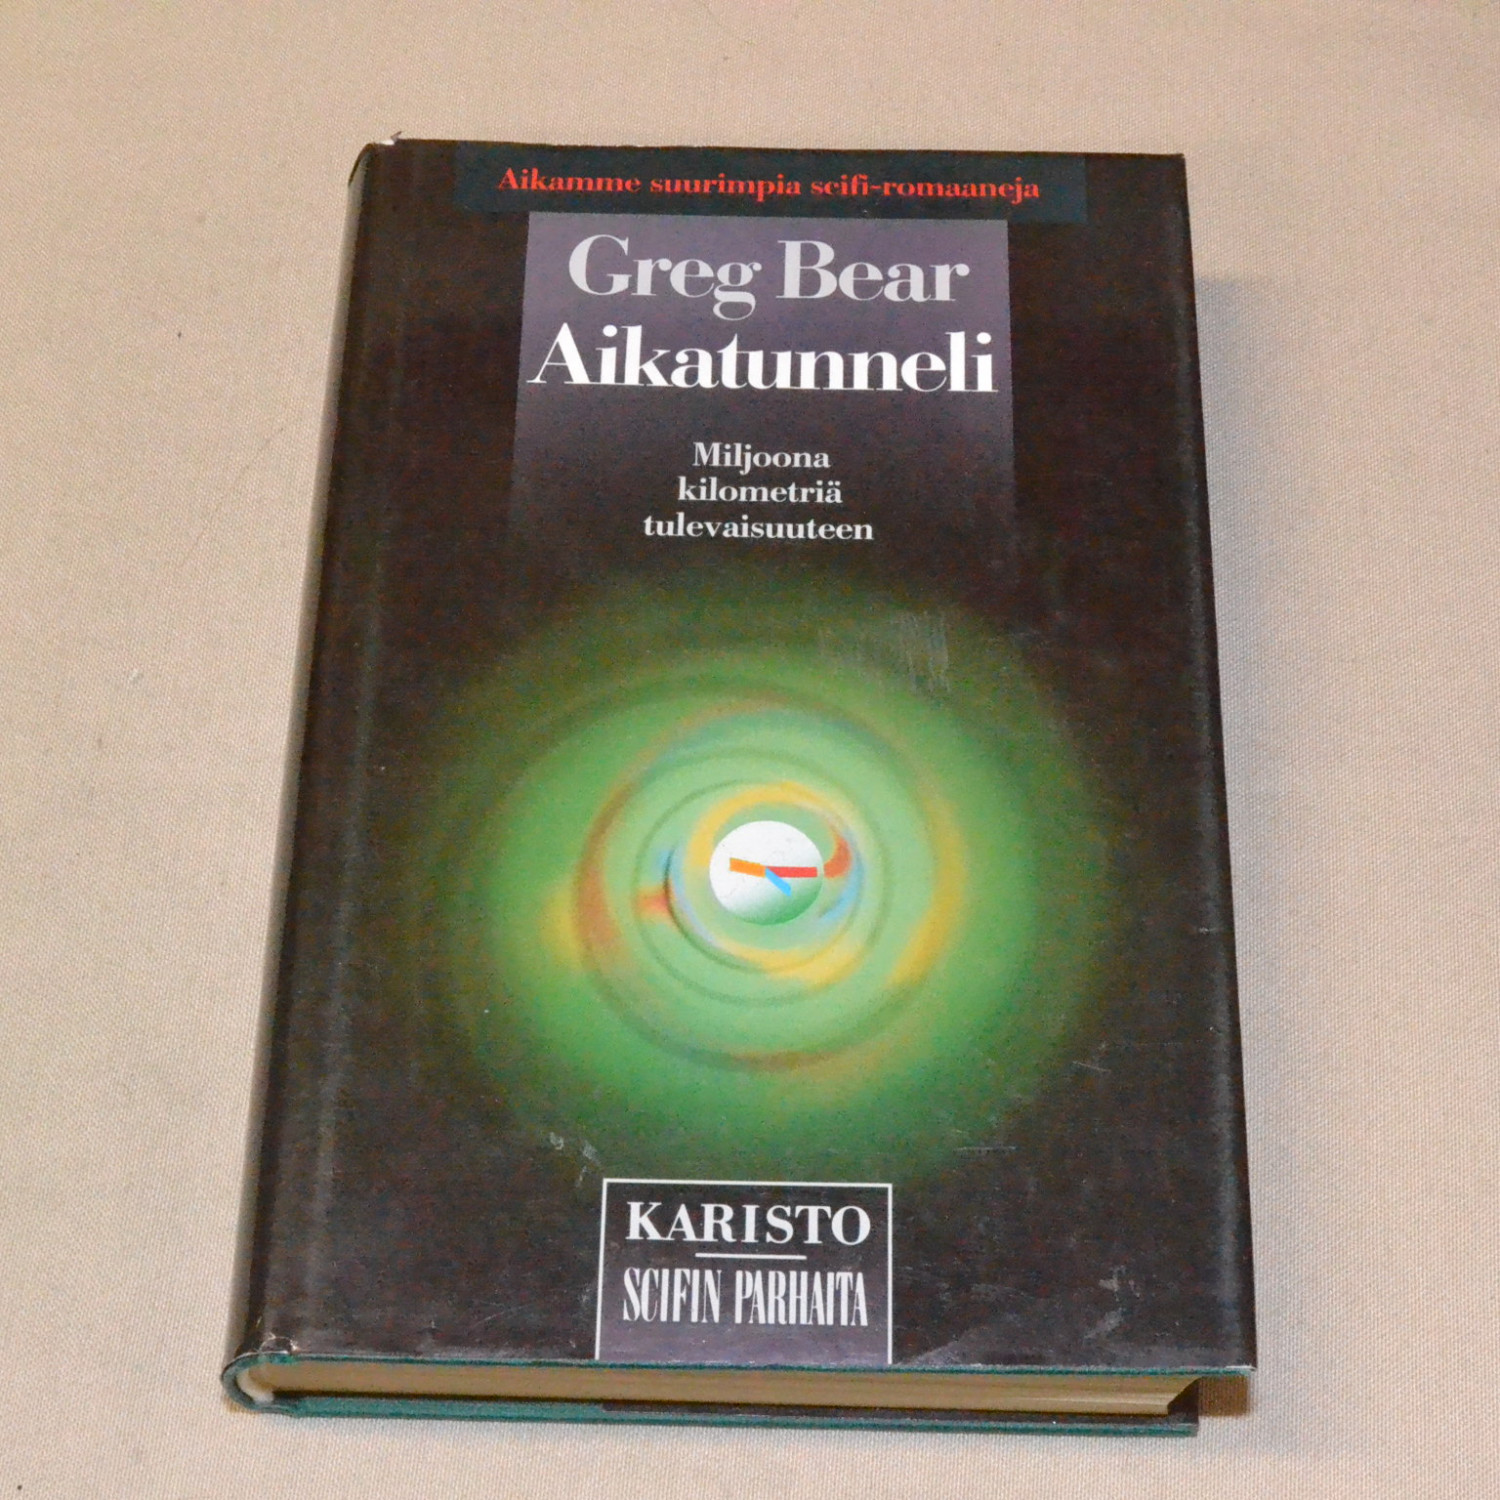 Aikamme suurimpia scifi-romaaneja
Greg Bear
Aikatunneli
Miljoona
kilometriä
tulevaisuuteen
KARISTO
SCIFIN PARHAITA